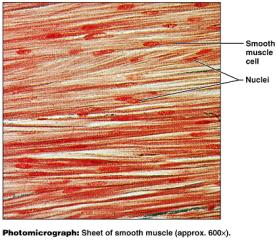 Smooth
muscle
cell
Nuclei
Photomicrograph: Sheet of smooth muscle (approx. 600×).